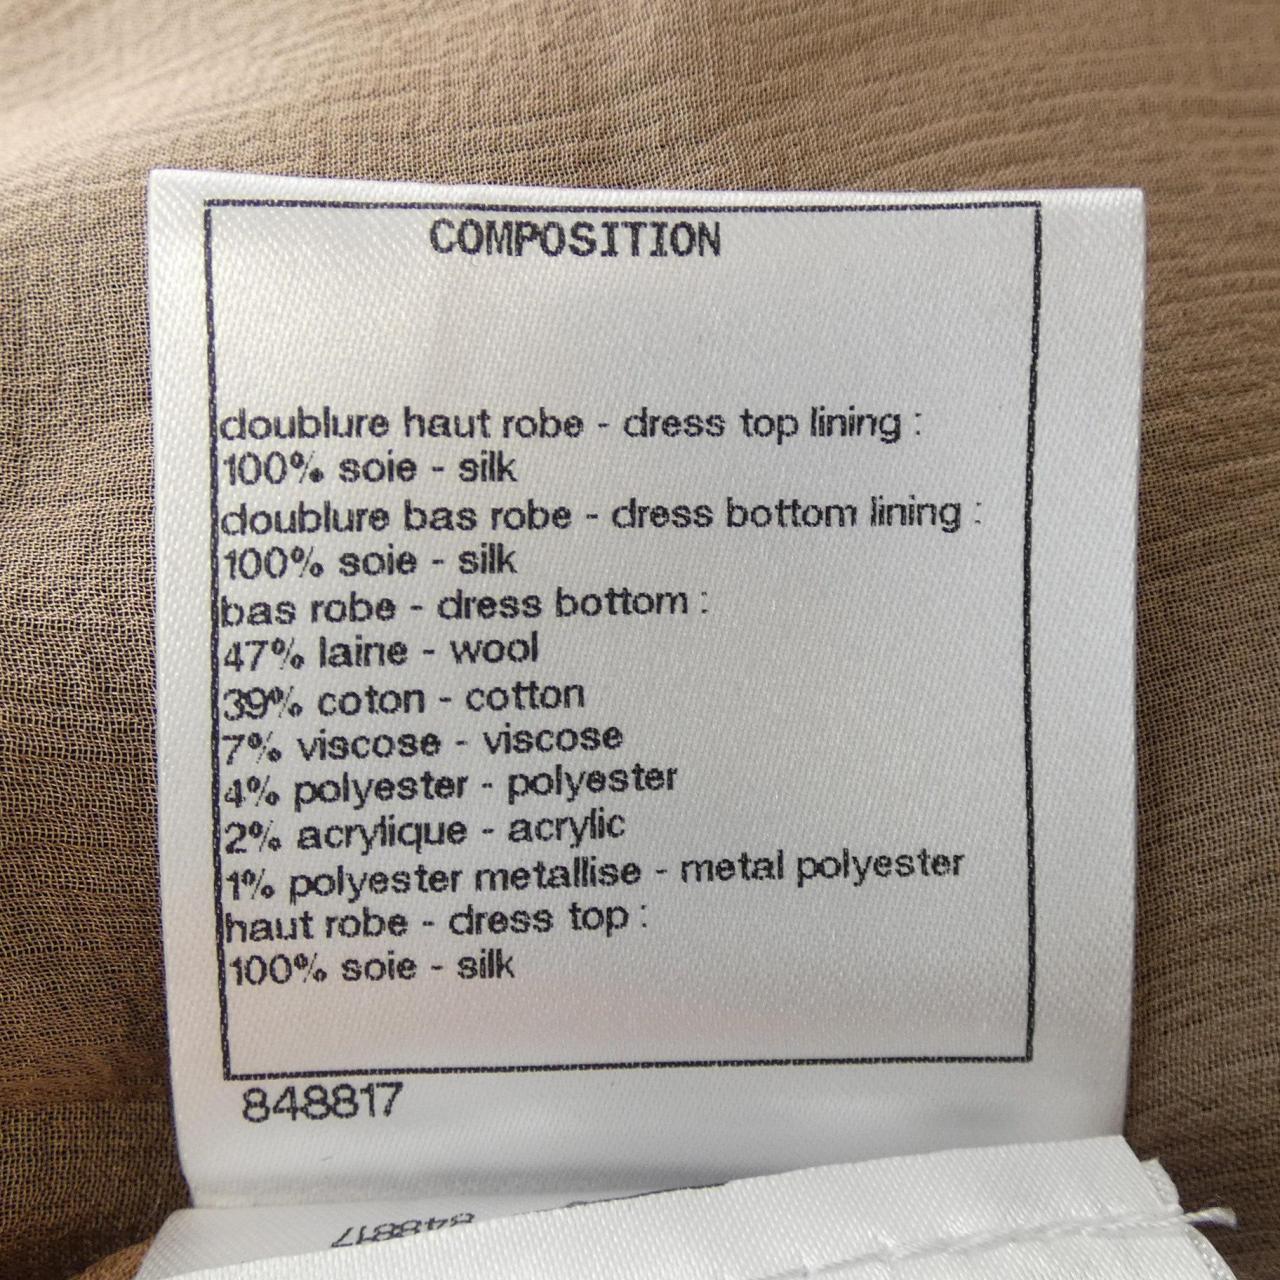 COMPOSITION
doublure haut robe - dress top lining :
100% soie - silk
doublure bas robe - dress bottom lining :
100% soie - silk
bas robe - dress bottom :
47% laine - wool
39% coton - cotton
7% viscose - viscose
4% polyester - polyester
2% acrylique - acrylic
1% polyester metallise - metal polyester
haut robe - dress top :
100% soie - silk
848817
848817